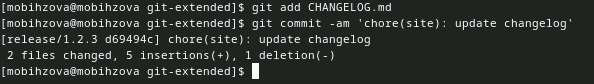 [mobihzova@mobihzova git-extended]$ git add CHANGELOG.md
[mobihzova@mobihzova git-extended]$ git commit -am 'chore(site): update changelog'
[release/1.2.3 d69494c] chore(site): update changelog
 2 files changed, 5 insertions(+), 1 deletion(-)
[mobihzova@mobihzova git-extended]$